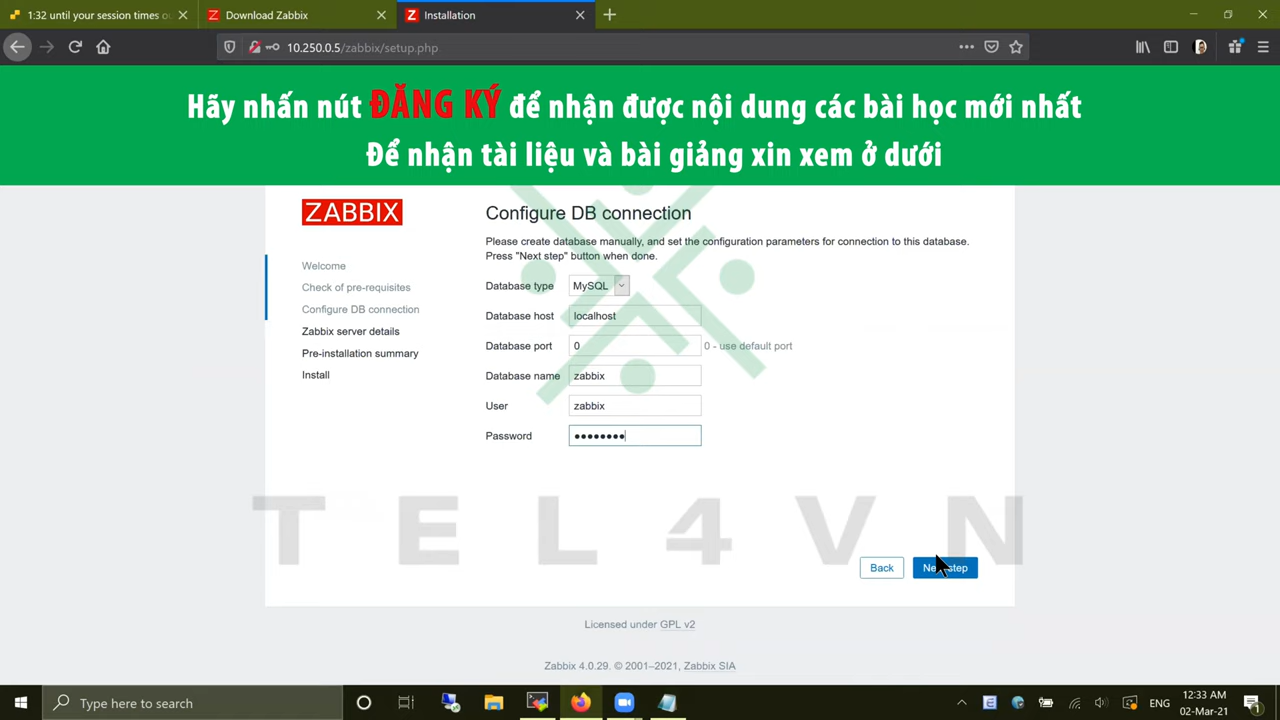 1:32 until your session times o
Download Zabbix
Installation
10.250.0.5/zabbix/setup.php
Hãy nhấn nút ĐĂNG KÝ để nhận được nội dung các bài học mới nhất
Để nhận tài liệu và bài giảng xin xem ở dưới
ZABBIX
Welcome
Check of pre-requisites
Configure DB connection
Zabbix server details
Pre-installation summary
Install
Configure DB connection
Please create database manually, and set the configuration parameters for connection to this database.
Press "Next step" button when done.
Database type MySQL
Database host localhost
Database port 0 0 - use default port
Database name zabbix
User zabbix
Password ••••••••
TEL4VN
Back Next step
Licensed under GPL v2
Zabbix 4.0.29. © 2001–2021, Zabbix SIA
Type here to search
ENG
12:33 AM
02-Mar-21